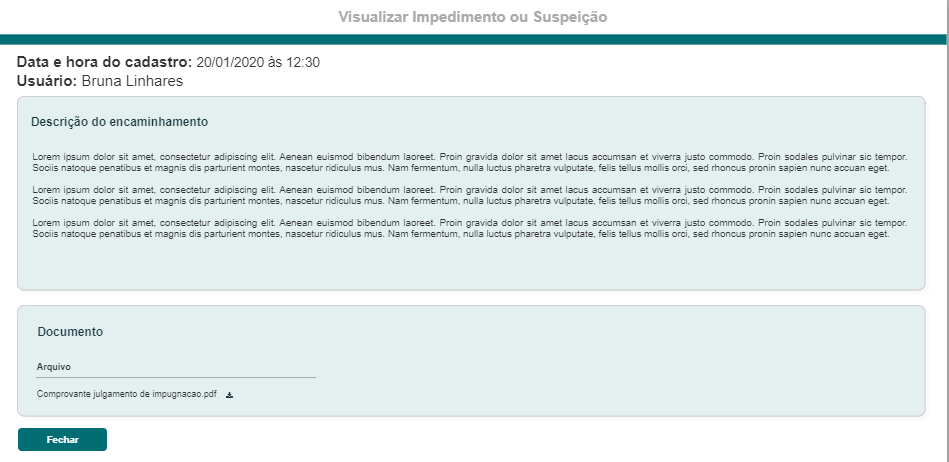 Visualizar Impedimento ou Suspeição
Data e hora do cadastro: 20/01/2020 às 12:30
Usuário: Bruna Linhares
Descrição do encaminhamento
Lorem ipsum dolor sit amet, consectetur adipiscing elit. Aenean euismod bibendum laoreet. Proin gravida dolor sit amet lacus accumsan et viverra justo commodo. Proin sodales pulvinar sic tempor.
Sociis natoque penatibus et magnis dis parturient montes, nascetur ridiculus mus. Nam fermentum, nulla luctus pharetra vulputate, felis tellus mollis orci, sed rhoncus pronin sapien nunc accuan eget.
Lorem ipsum dolor sit amet, consectetur adipiscing elit. Aenean euismod bibendum laoreet. Proin gravida dolor sit amet lacus accumsan et viverra justo commodo. Proin sodales pulvinar sic tempor.
Sociis natoque penatibus et magnis dis parturient montes, nascetur ridiculus mus. Nam fermentum, nulla luctus pharetra vulputate, felis tellus mollis orci, sed rhoncus pronin sapien nunc accuan eget.
Lorem ipsum dolor sit amet, consectetur adipiscing elit. Aenean euismod bibendum laoreet. Proin gravida dolor sit amet lacus accumsan et viverra justo commodo. Proin sodales pulvinar sic tempor.
Sociis natoque penatibus et magnis dis parturient montes, nascetur ridiculus mus. Nam fermentum, nulla luctus pharetra vulputate, felis tellus mollis orci, sed rhoncus pronin sapien nunc accuan eget.
Documento
Arquivo
Comprovante julgamento de impugnacao.pdf
Fechar